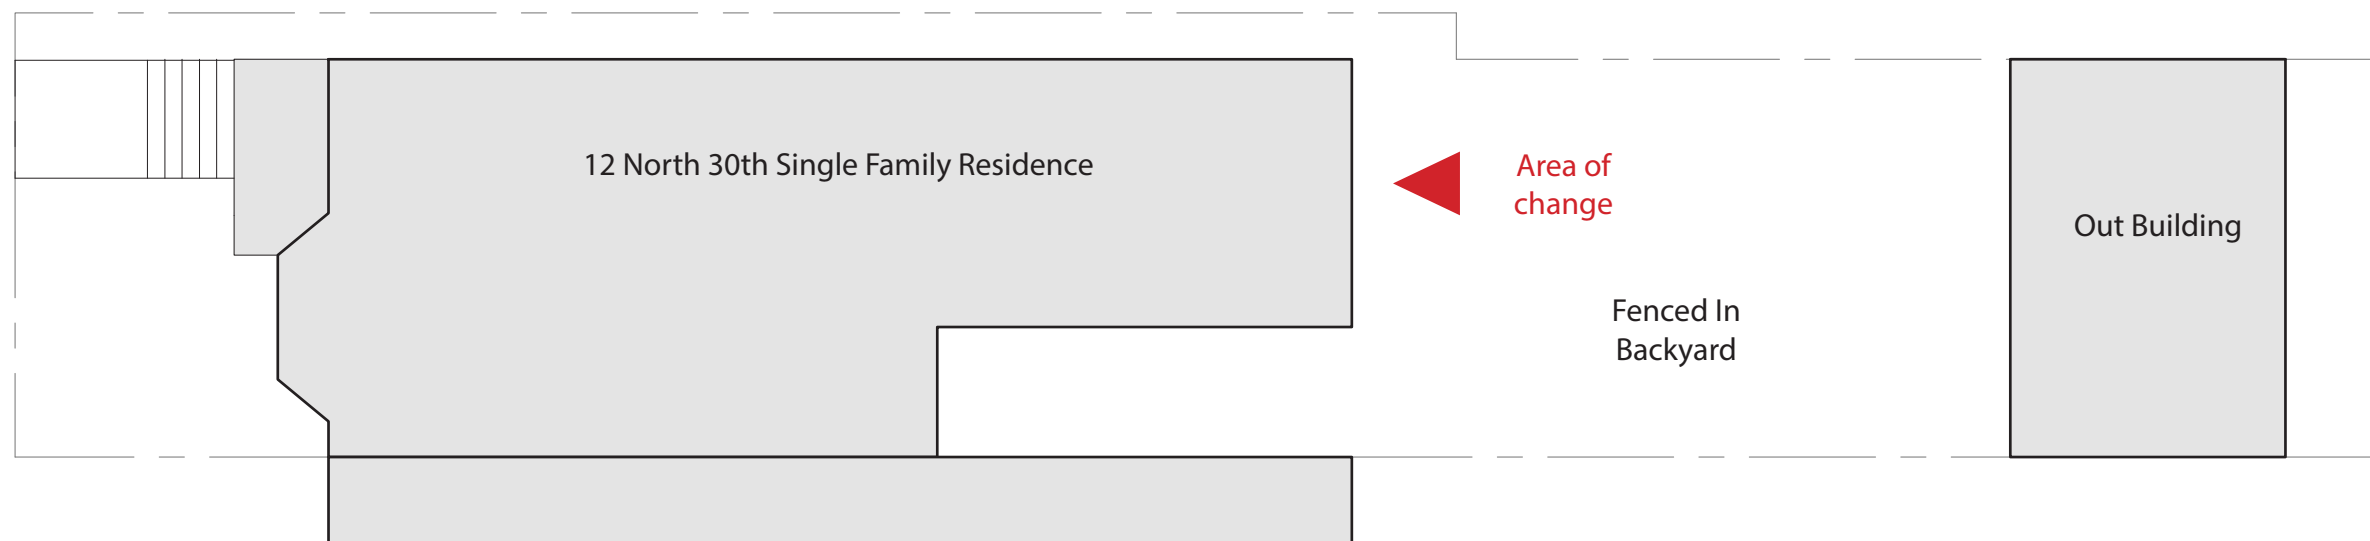 12 North 30th Single Family Residence
Area of
change
Out Building
Fenced In
Backyard